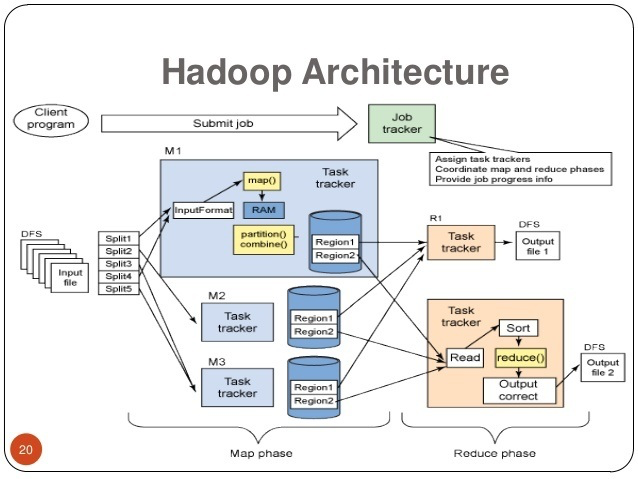 Hadoop Architecture
Client
program
Submit job
Job
tracker
Assign task trackers
Coordinate map and reduce phases
Provide job progress info
M1
Task
tracker
map()
InputFormat
RAM
partition()
combine()
Region1
Region2
DFS
Input
file
Split1
Split2
Split3
Split4
Split5
M2
Task
tracker
Region1
Region2
M3
Task
tracker
Region1
Region2
R1
Task
tracker
DFS
Output
file 1
Task
tracker
Sort
Read
reduce()
Output
correct
DFS
Output
file 2
Map phase
Reduce phase
20